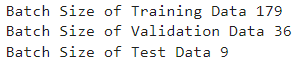 Batch Size of Training Data 179
Batch Size of Validation Data 36
Batch Size of Test Data 9